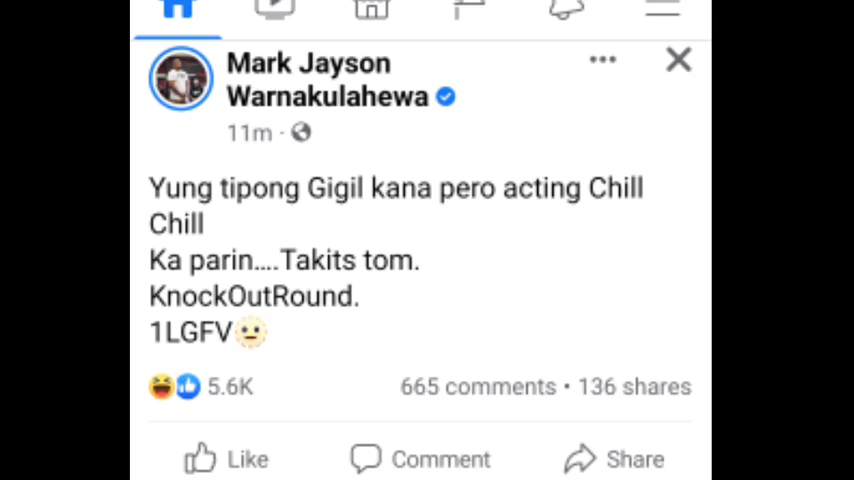 Mark Jayson
Warnakulahewa
11m ·
Yung tipong Gigil kana pero acting Chill
Chill
Ka parin....Takits tom.
KnockOutRound.
1LGFV
5.6K 665 comments • 136 shares
Like Comment Share